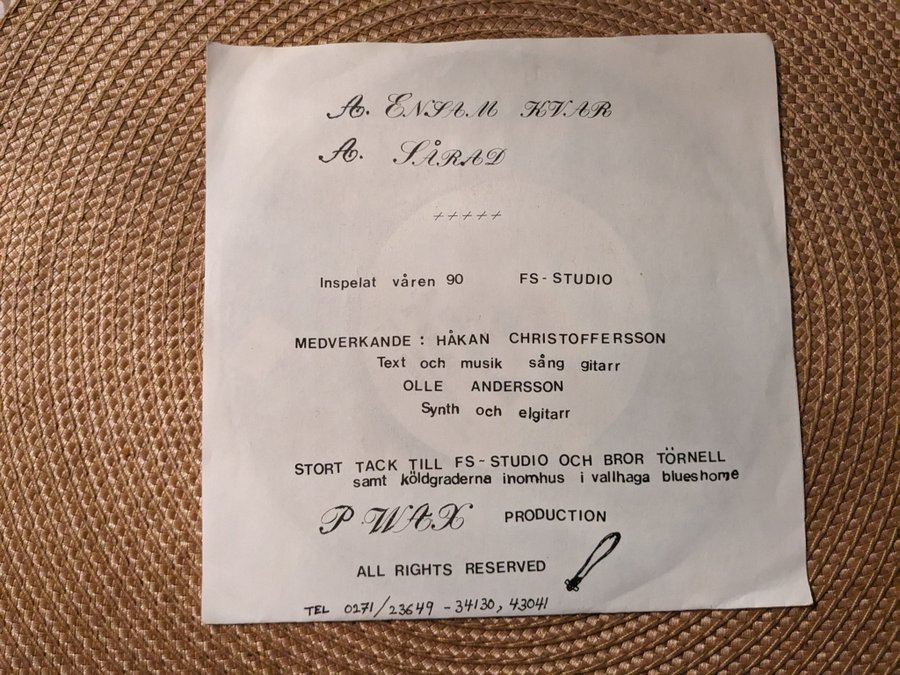 A. ENSAM KVAR
A. SÅRAD
+++++
Inspelat våren 90 FS-STUDIO
MEDVERKANDE: HÅKAN CHRISTOFFERSSON
Text och musik sång gitarr
OLLE ANDERSSON
Synth och elgitarr
STORT TACK TILL FS-STUDIO OCH BROR TÖRNELL
samt köldgraderna inomhus i vallhaga blueshome
P WAX PRODUCTION
ALL RIGHTS RESERVED
TEL 0271/23649 - 34130, 43041